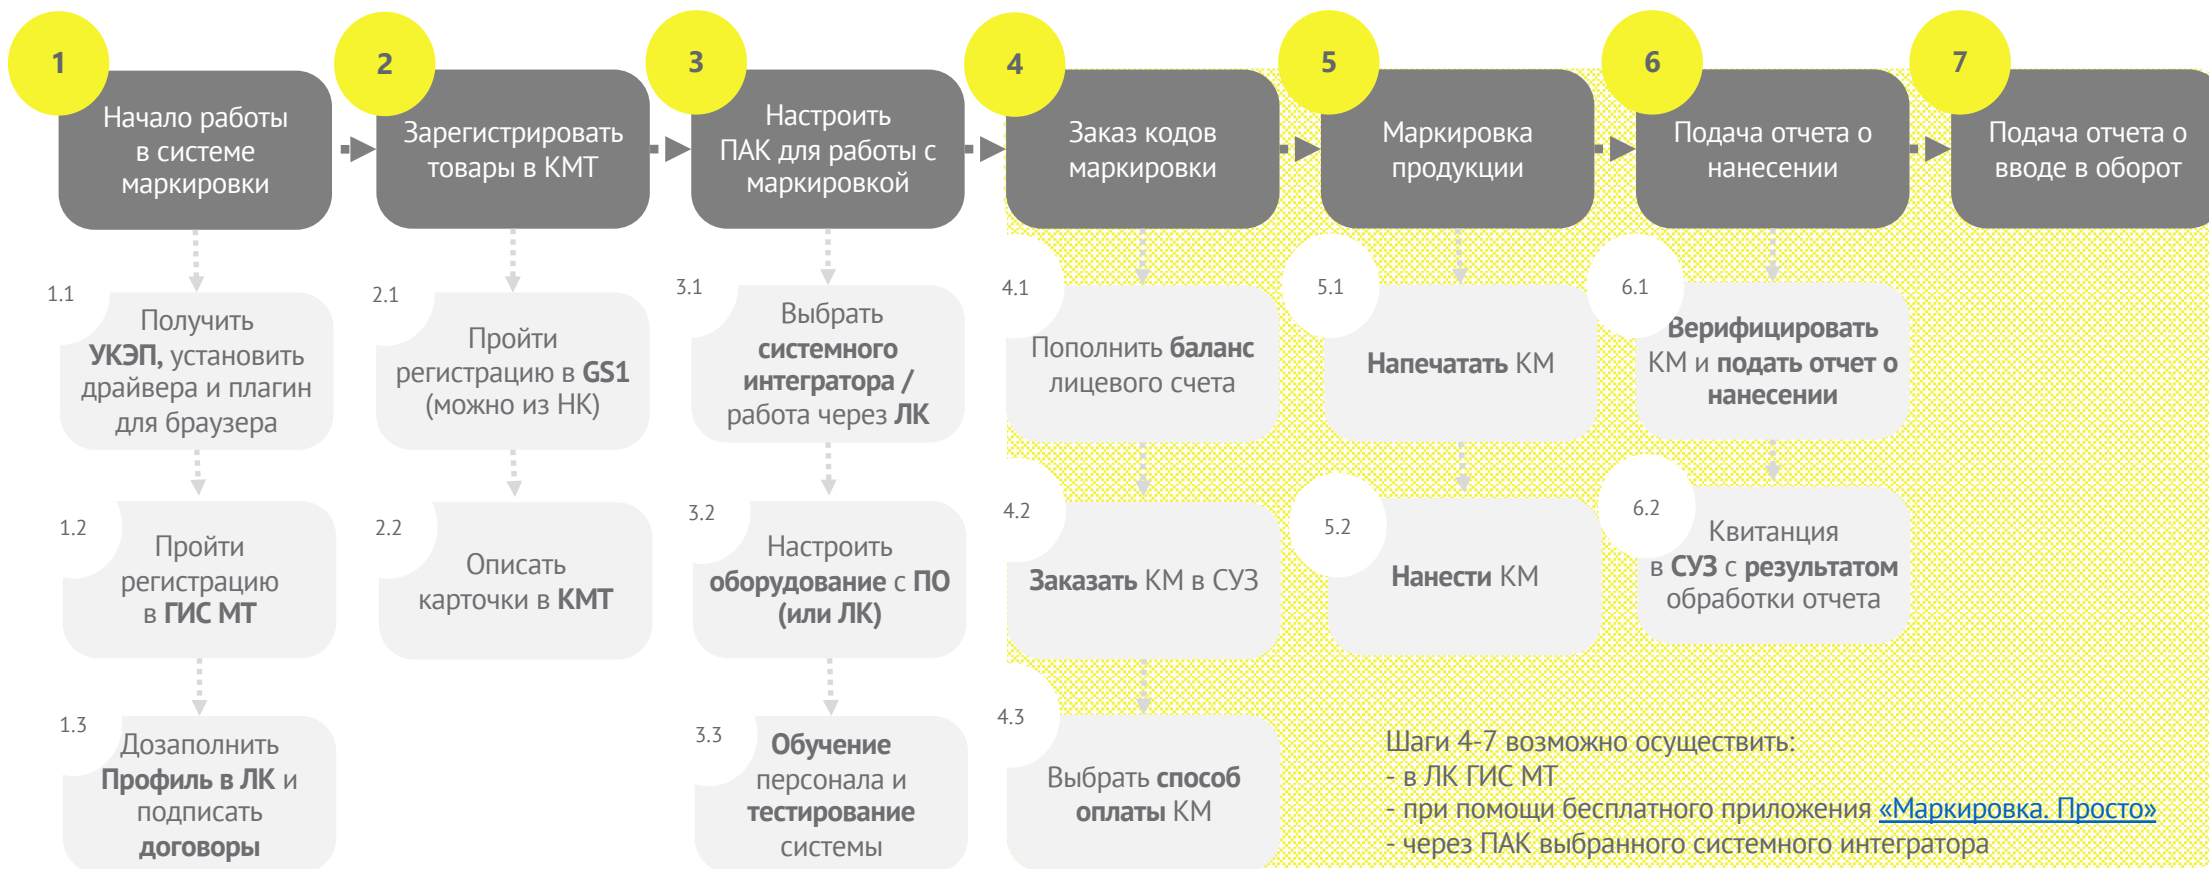 1
Начало работы
в системе
маркировки
2
Зарегистрировать
товары в КМТ
3
Настроить
ПАК для работы с
маркировкой
4
Заказ кодов
маркировки
5
Маркировка
продукции
6
Подача отчета о
нанесении
7
Подача отчета о
вводе в оборот
1.1
Получить
УКЭП, установить
драйвера и плагин
для браузера
1.2
Пройти
регистрацию
в ГИС МТ
1.3
Дозаполнить
Профиль в ЛК и
подписать
договоры
2.1
Пройти
регистрацию в GS1
(можно из НК)
2.2
Описать
карточки в КМТ
3.1
Выбрать
системного
интегратора /
работа через ЛК
3.2
Настроить
оборудование с ПО
(или ЛК)
3.3
Обучение
персонала и
тестирование
системы
4.1
Пополнить баланс
лицевого счета
4.2
Заказать КМ в СУЗ
4.3
Выбрать способ
оплаты КМ
5.1
Напечатать КМ
5.2
Нанести КМ
6.1
Верифицировать
КМ и подать отчет о
нанесении
6.2
Квитанция
в СУЗ с результатом
обработки отчета
Шаги 4-7 возможно осуществить:
- в ЛК ГИС МТ
- при помощи бесплатного приложения «Маркировка. Просто»
- через ПАК выбранного системного интегратора